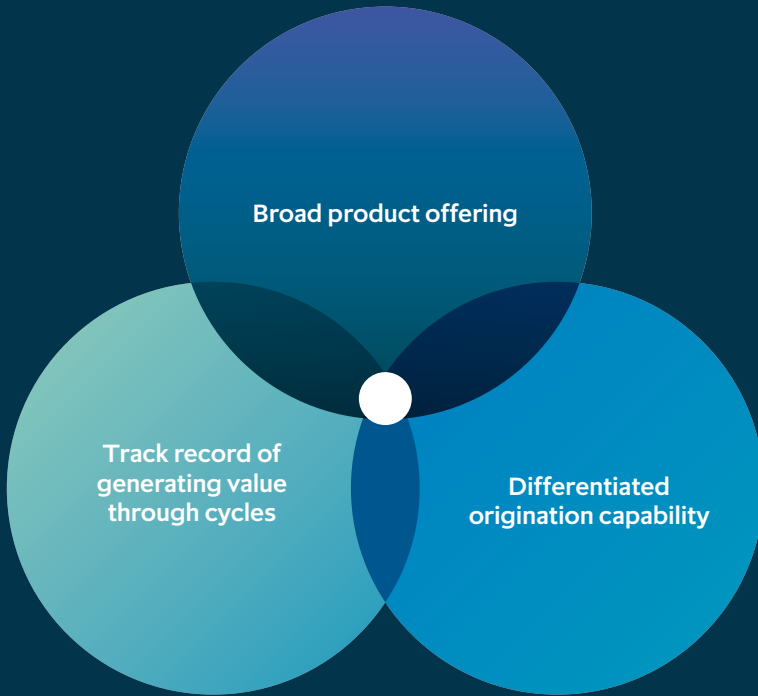 Broad product offering
Track record of
generating value
through cycles
Differentiated
origination capability